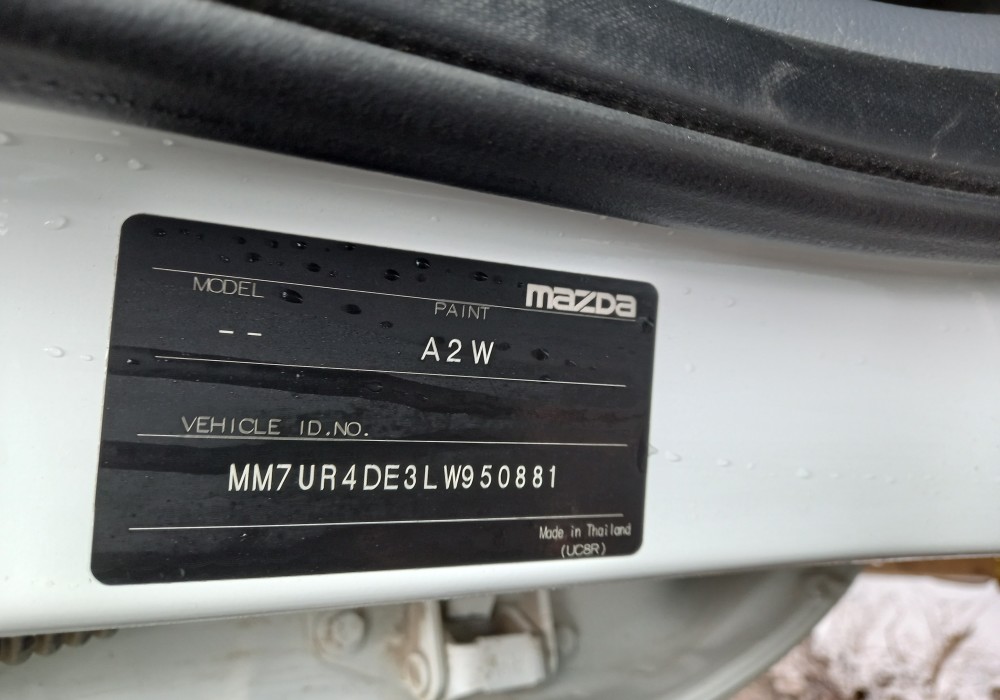 mazda
MODEL
PAINT
--
A2W
VEHICLE ID.NO.
MM7UR4DE3LW950881
Made in Thailand
(UC8R)